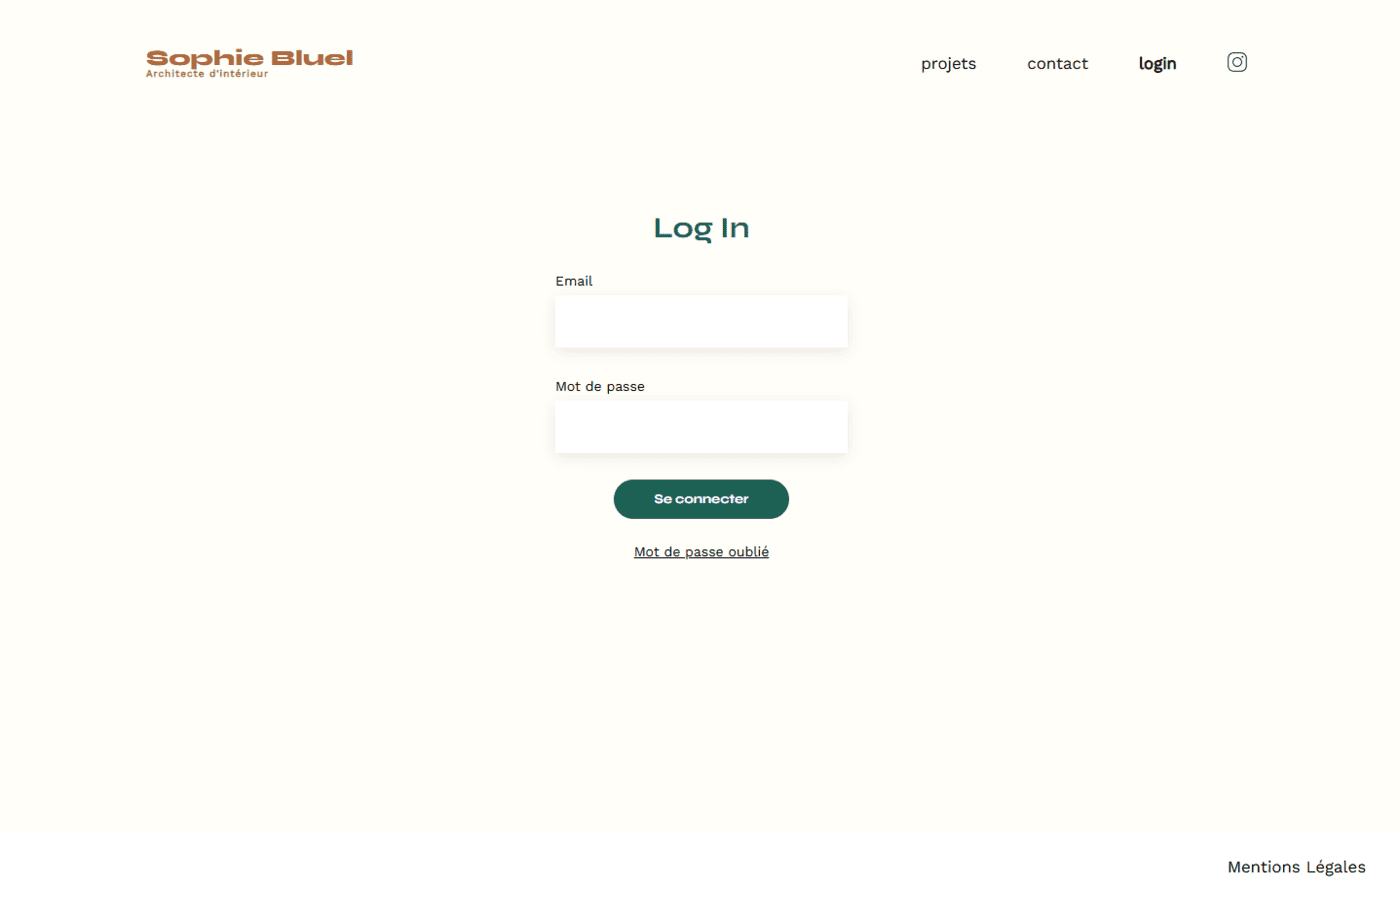 Sophie Bluel
Architecte d'intérieur
projets
contact
login
Log In
Email
Mot de passe
Se connecter
Mot de passe oublié
Mentions Légales